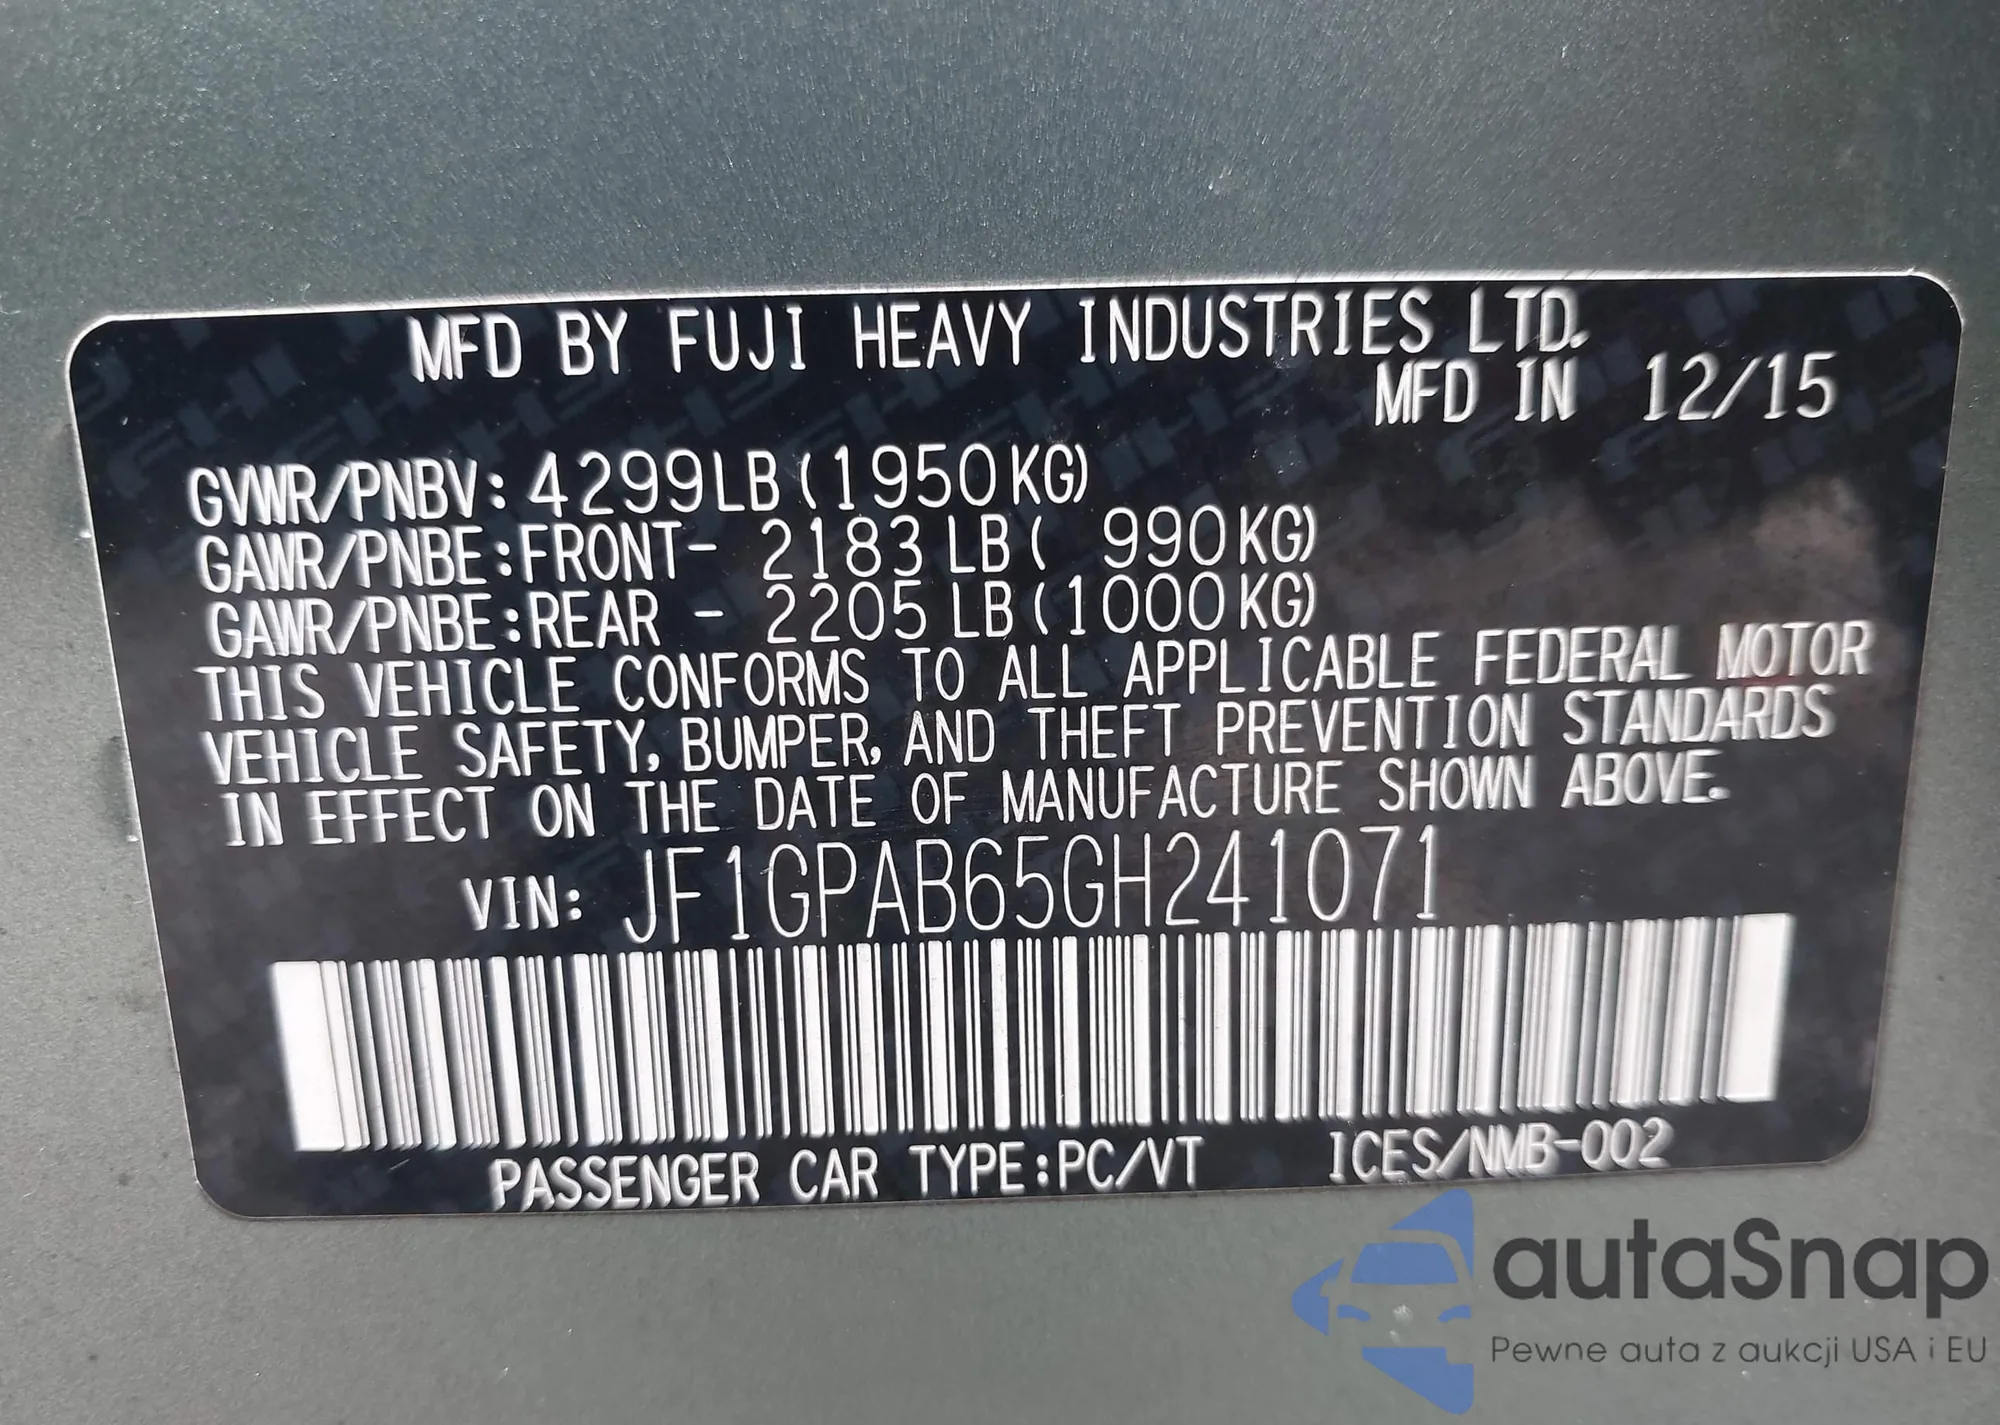 MFD BY FUJI HEAVY INDUSTRIES LTD.
MFD IN 12/15
GVWR/PNBV: 4299LB(1950KG)
GAWR/PNBE:FRONT- 2183 LB( 990KG)
GAWR/PNBE:REAR - 2205 LB(1000KG)
THIS VEHICLE CONFORMS TO ALL APPLICABLE FEDERAL MOTOR
VEHICLE SAFETY, BUMPER, AND THEFT PREVENTION STANDARDS
IN EFFECT ON THE DATE OF MANUFACTURE SHOWN ABOVE.
VIN: JF1GPAB65GH241071
PASSENGER CAR TYPE:PC/VT ICES/NMB-002
autaSnap
Pewne auta z aukcji USA i EU